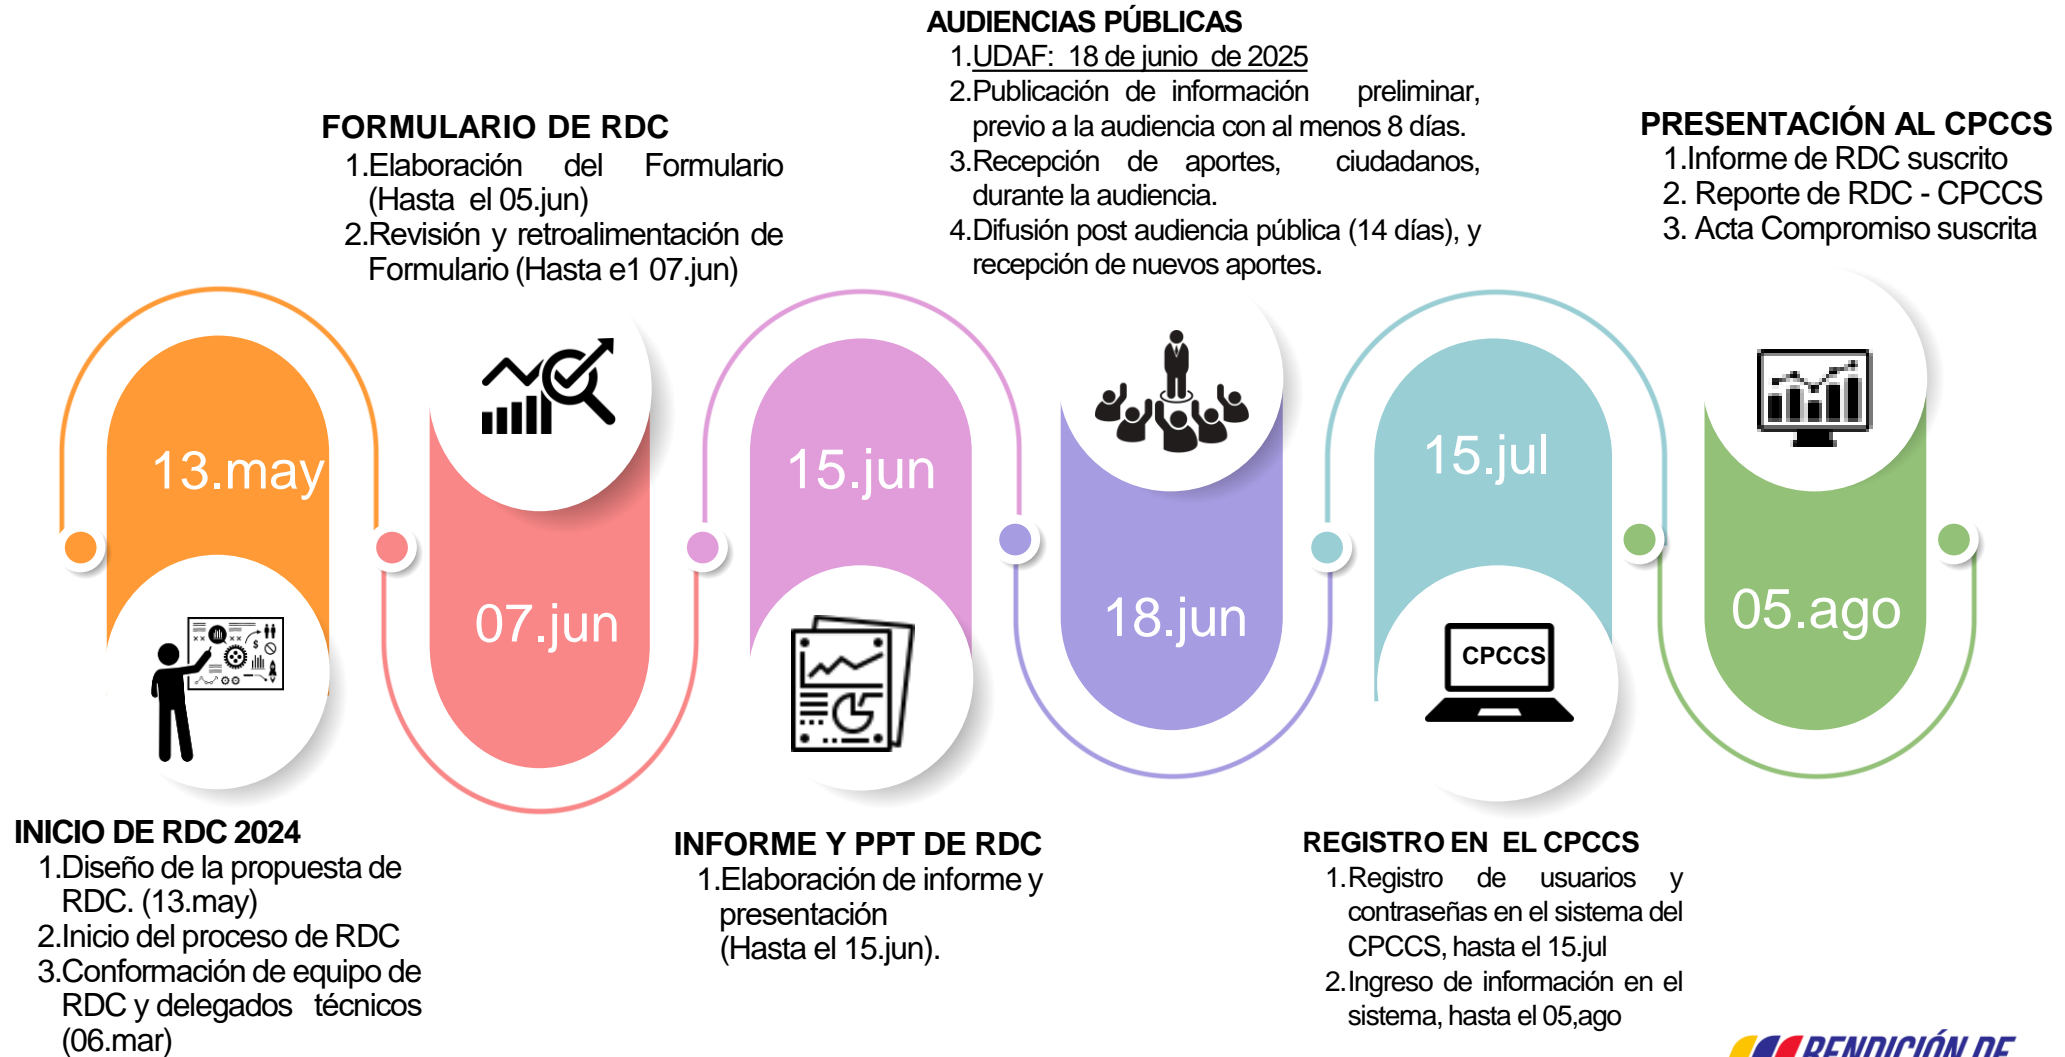 INICIO DE RDC 2024
1.Diseño de la propuesta de
RDC. (13.may)
2.Inicio del proceso de RDC
3.Conformación de equipo de
RDC y delegados técnicos
(06.mar)
13.may
FORMULARIO DE RDC
1.Elaboración del Formulario
(Hasta el 05.jun)
2.Revisión y retroalimentación de
Formulario (Hasta e1 07.jun)
07.jun
15.jun
INFORME Y PPT DE RDC
1.Elaboración de informe y
presentación
(Hasta el 15.jun).
AUDIENCIAS PÚBLICAS
1.UDAF: 18 de junio de 2025
2.Publicación de información preliminar,
previo a la audiencia con al menos 8 días.
3.Recepción de aportes, ciudadanos,
durante la audiencia.
4.Difusión post audiencia pública (14 días), y
recepción de nuevos aportes.
18.jun
15.jul
CPCCS
REGISTRO EN EL CPCCS
1.Registro de usuarios y
contraseñas en el sistema del
CPCCS, hasta el 15.jul
2.Ingreso de información en el
sistema, hasta el 05,ago
PRESENTACIÓN AL CPCCS
1.Informe de RDC suscrito
2. Reporte de RDC - CPCCS
3. Acta Compromiso suscrita
05.ago
RENDICIÓN DE